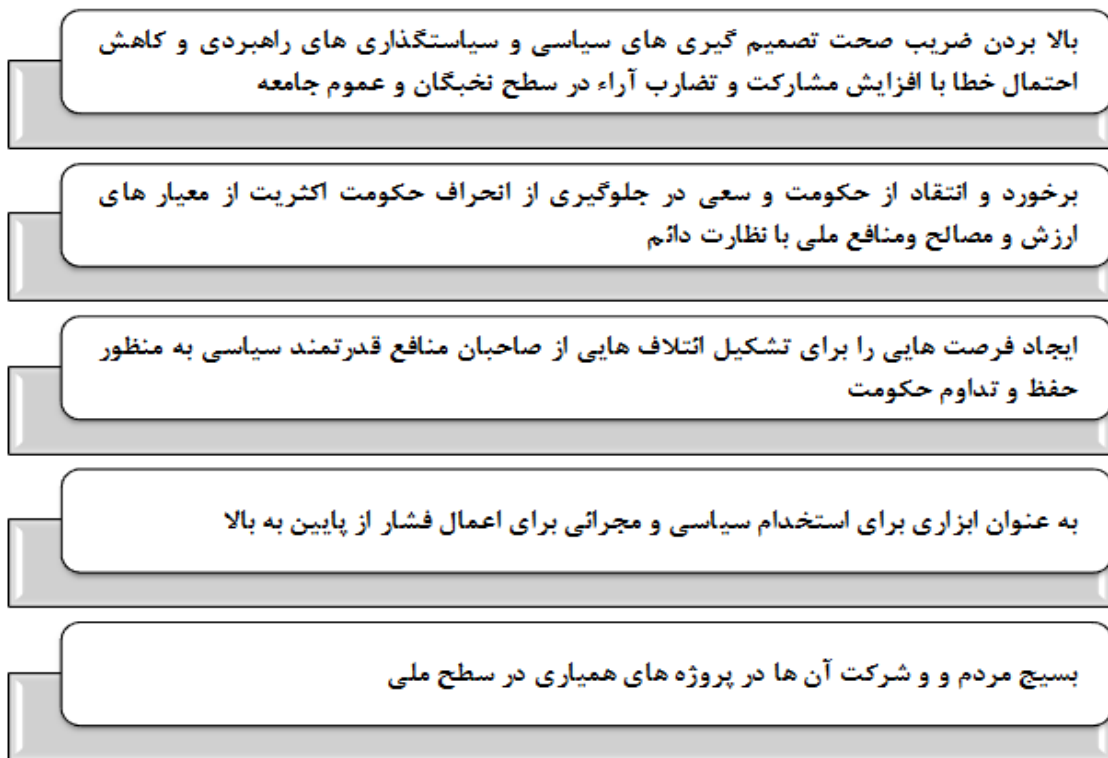 بالا بردن ضریب صحت تصمیم گیری های سیاسی و سیاستگذاری های راهبردی و کاهش
احتمال خطا با افزایش مشارکت و تضارب آراء در سطح نخبگان و عموم جامعه
برخورد و انتقاد از حکومت و سعی در جلوگیری از انحراف حکومت اکثریت از معیار های
ارزش و مصالح ومنافع ملی با نظارت دائم
ایجاد فرصت هایی را برای تشکیل ائتلاف هایی از صاحبان منافع قدرتمند سیاسی به منظور
حفظ و تداوم حکومت
به عنوان ابزاری برای استخدام سیاسی و مجرائی برای اعمال فشار از پایین به بالا
بسیج مردم و و شرکت آن ها در پروژه های همیاری در سطح ملی